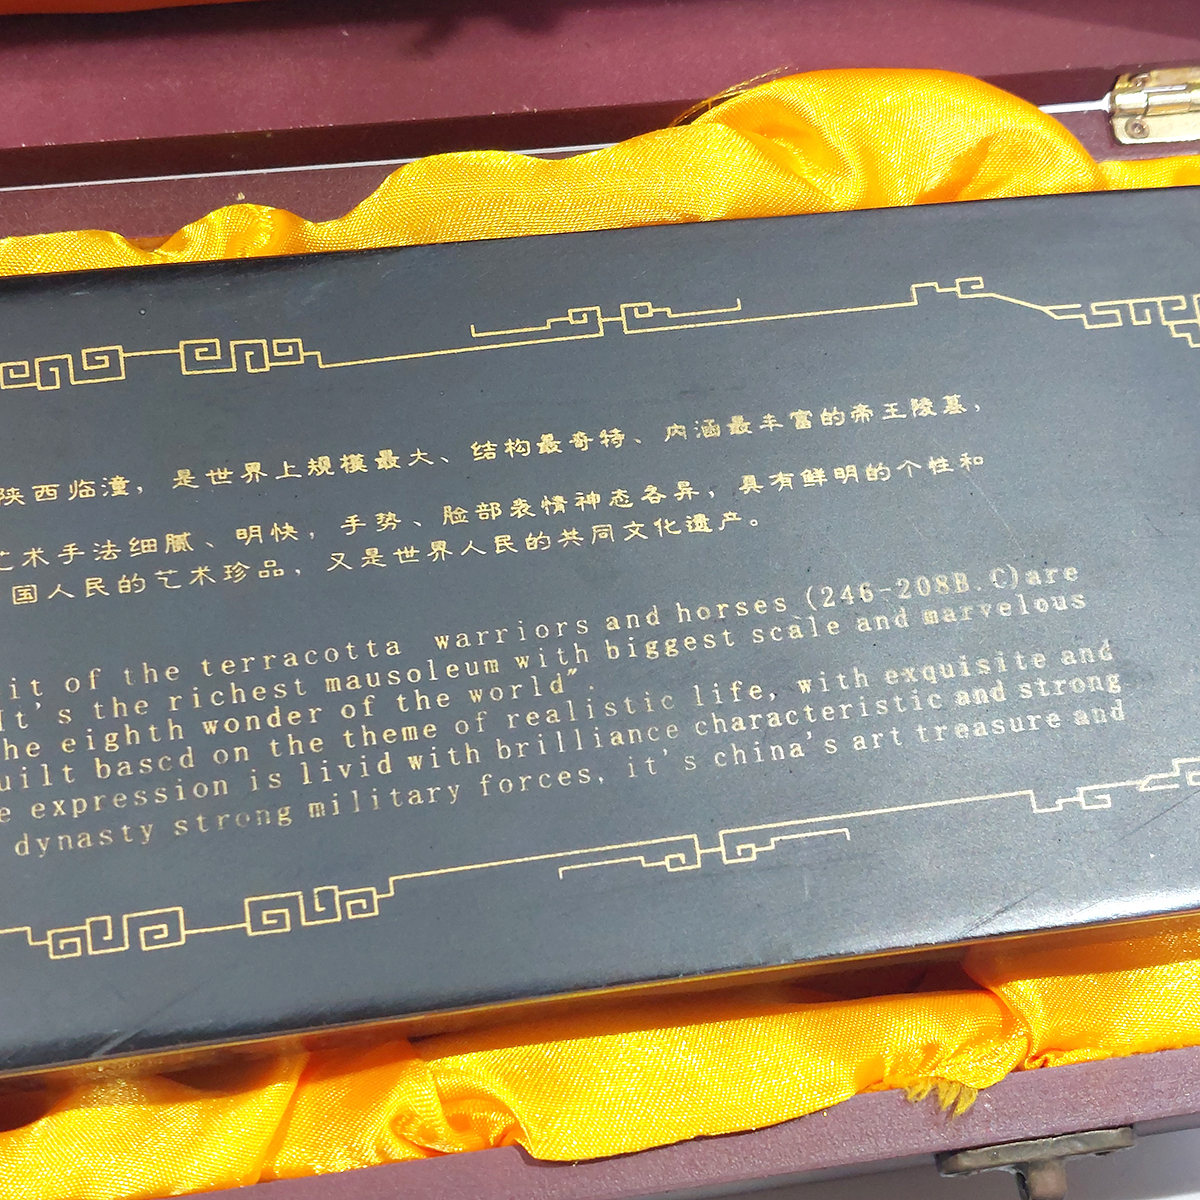 陕西临潼，是世界上规模最大、结构最奇特、内涵最丰富的帝王陵墓，
艺术手法细腻、明快，手势、脸部表情神态各异，具有鲜明的个性和
国人民的艺术珍品，又是世界人民的共同文化遗产。
it of the terracotta warriors and horses (246-208B.C)are
It's the richest mausoleum with biggest scale and marvelous
he eighth wonder of the world".
uilt bascd on the theme of realistic life, with exquisite and
e expression is livid with brilliance characteristic and strong
dynasty strong military forces, it's china's art treasure and